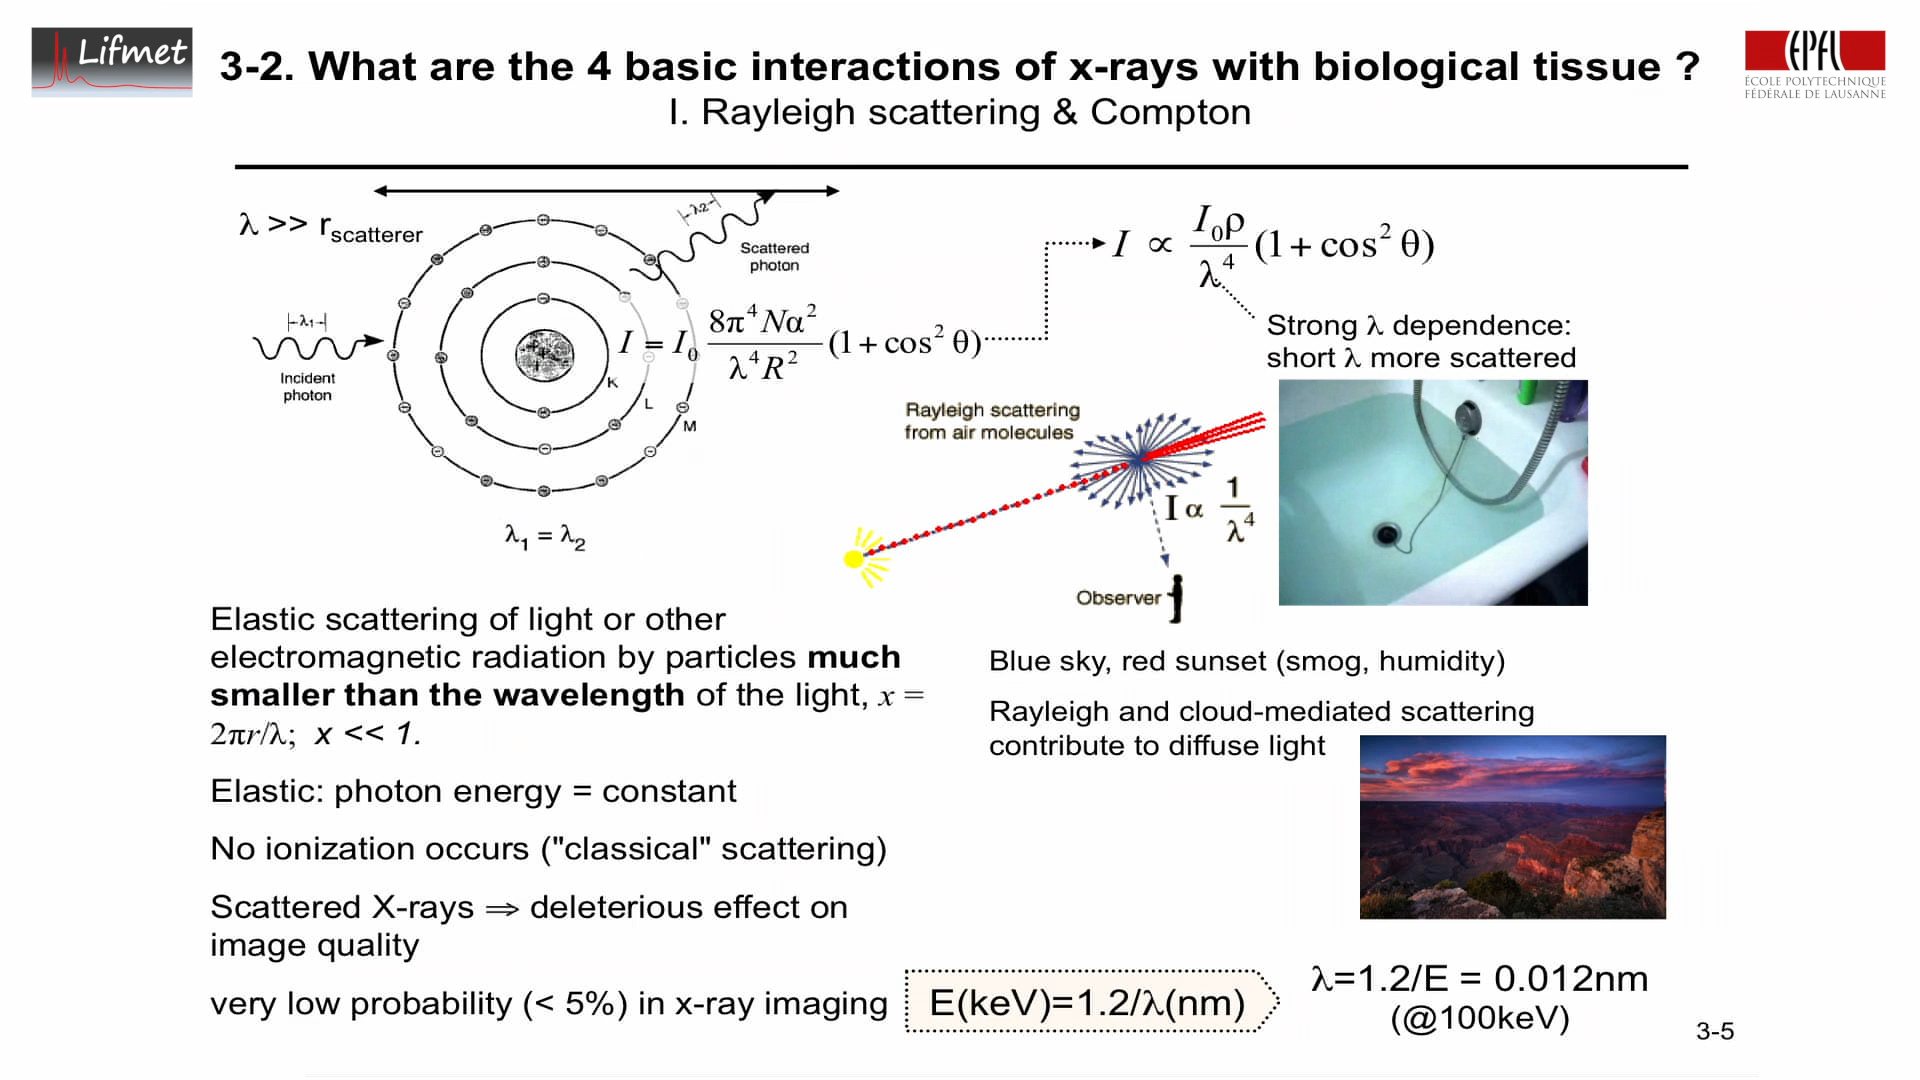 Lifmet
3-2. What are the 4 basic interactions of x-rays with biological tissue ?
I. Rayleigh scattering & Compton
EPFL
ÉCOLE POLYTECHNIQUE
FÉDÉRALE DE LAUSANNE
λ >> r_scatterer
|-λ1-|
Incident
photon
|-λ2-|
Scattered
photon
K
L
M
λ₁ = λ₂
I = I₀ 8π⁴Nα² / λ⁴R² (1 + cos² θ)
I ∝ I₀ρ / λ⁴ (1 + cos² θ)
Strong λ dependence:
short λ more scattered
Rayleigh scattering
from air molecules
I α 1 / λ⁴
Observer
Elastic scattering of light or other
electromagnetic radiation by particles much
smaller than the wavelength of the light, x =
2πr/λ; x << 1.
Elastic: photon energy = constant
No ionization occurs ("classical" scattering)
Scattered X-rays ⇒ deleterious effect on
image quality
very low probability (< 5%) in x-ray imaging
Blue sky, red sunset (smog, humidity)
Rayleigh and cloud-mediated scattering
contribute to diffuse light
E(keV)=1.2/λ(nm)
λ=1.2/E = 0.012nm
(@100keV)
3-5